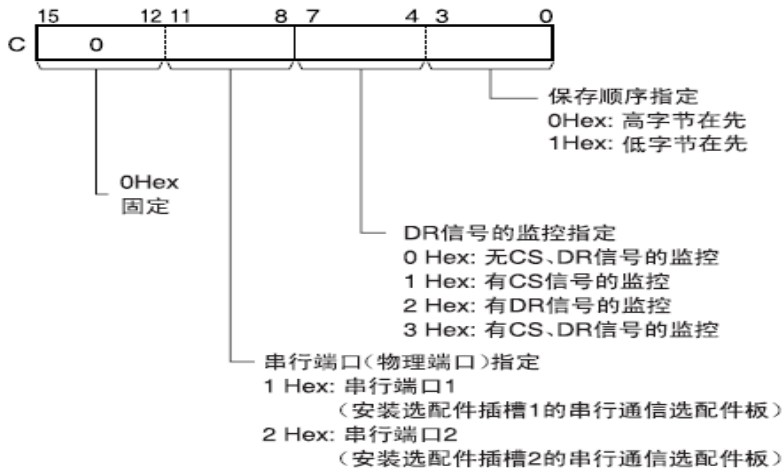 15 12 11 8 7 4 3 0
C 0
保存顺序指定
0Hex: 高字节在先
1Hex: 低字节在先
0Hex
固定
DR信号的监控指定
0 Hex: 无CS、DR信号的监控
1 Hex: 有CS信号的监控
2 Hex: 有DR信号的监控
3 Hex: 有CS、DR信号的监控
串行端口(物理端口)指定
1 Hex: 串行端口1
(安装选配件插槽1的串行通信选配件板)
2 Hex: 串行端口2
(安装选配件插槽2的串行通信选配件板)